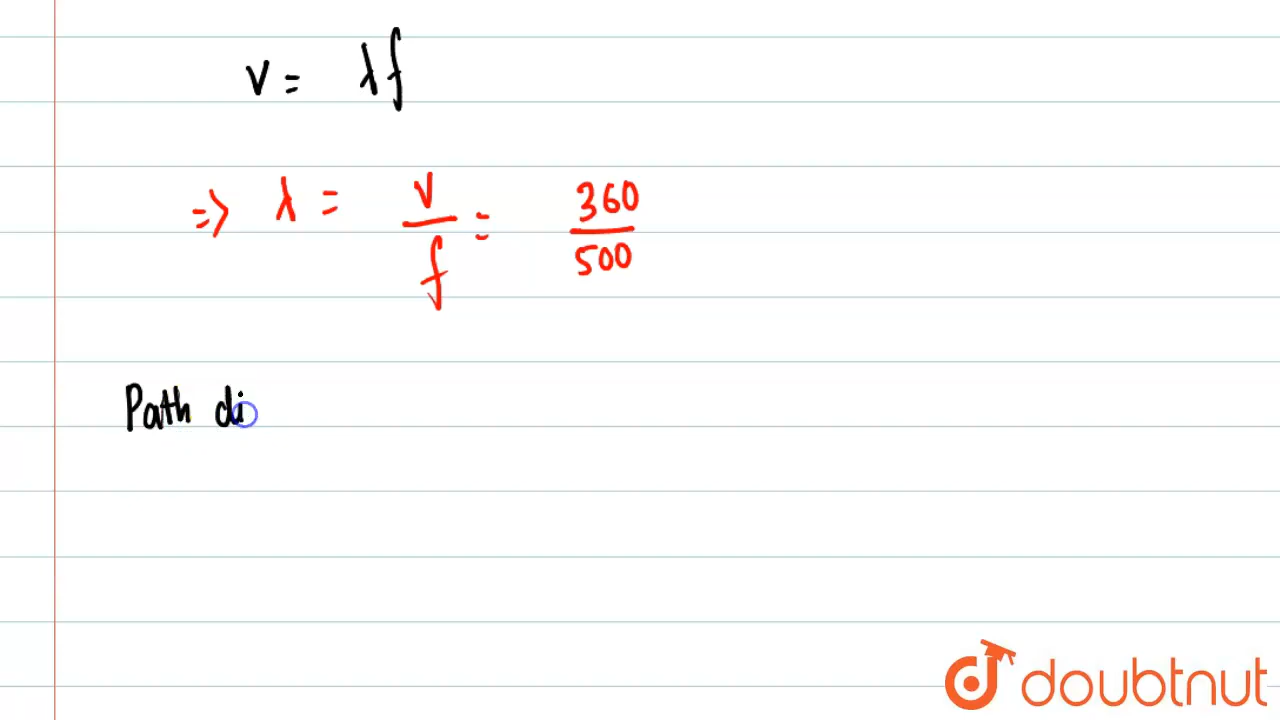 v = λf
⇒ λ = v/f = 360/500
Path di
doubtnut